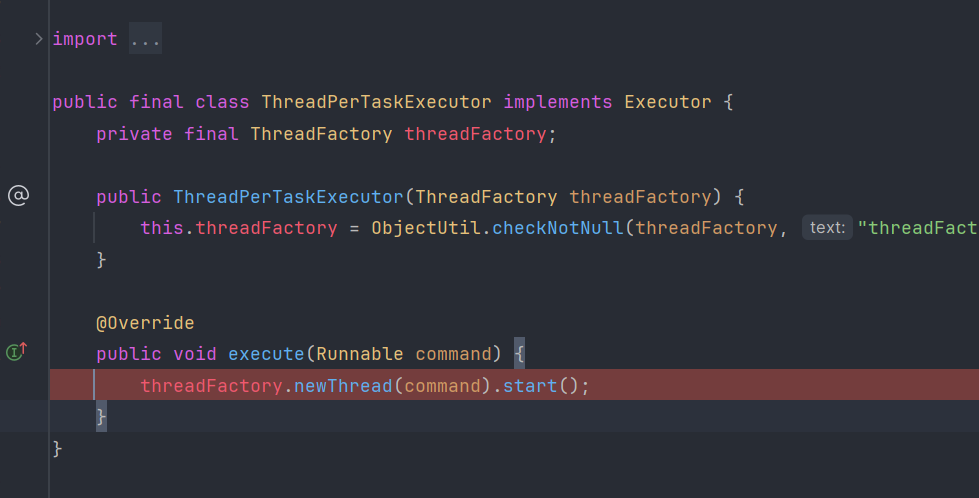 import ...
public final class ThreadPerTaskExecutor implements Executor {
    private final ThreadFactory threadFactory;
@
    public ThreadPerTaskExecutor(ThreadFactory threadFactory) {
        this.threadFactory = ObjectUtil.checkNotNull(threadFactory, text: "threadFact
    }
    @Override
    public void execute(Runnable command) {
        threadFactory.newThread(command).start();
    }
}